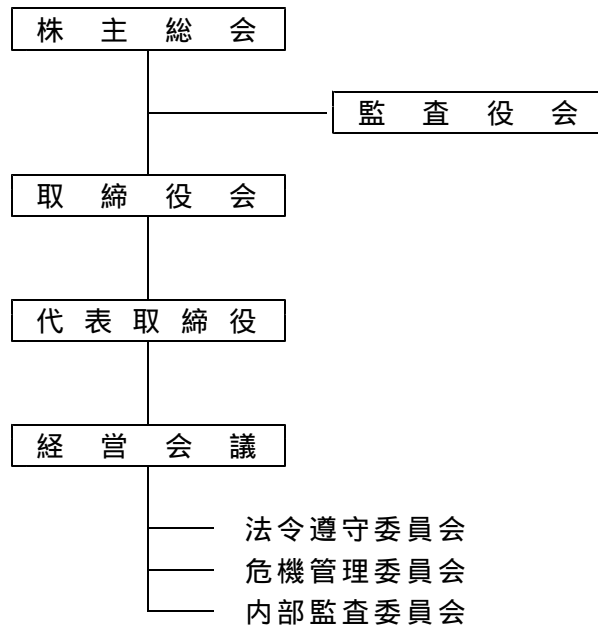 株主総会
監査役会
取締役会
代表取締役
経営会議
法令遵守委員会
危機管理委員会
内部監査委員会